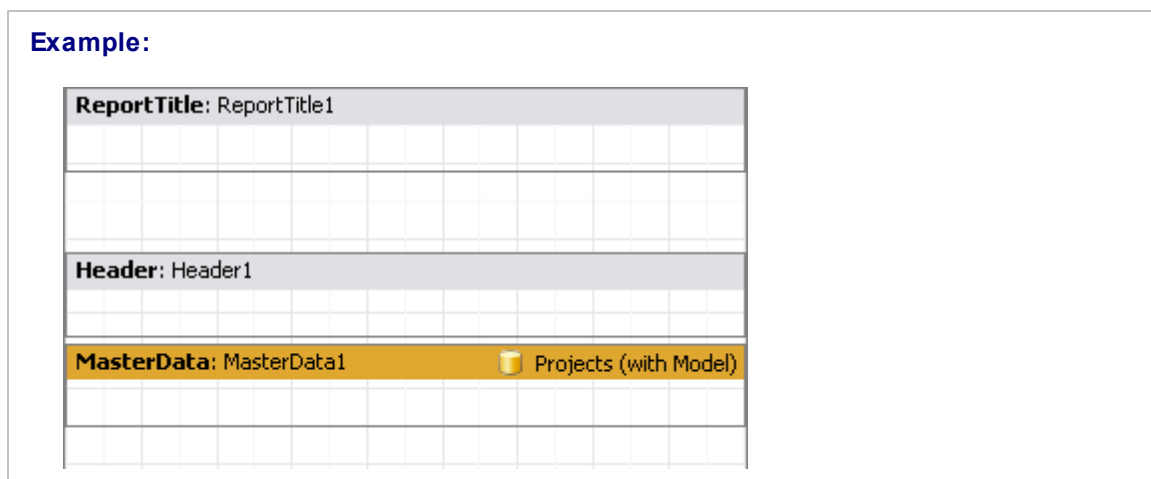 Example:
ReportTitle: ReportTitle1
Header: Header1
MasterData: MasterData1 Projects (with Model)